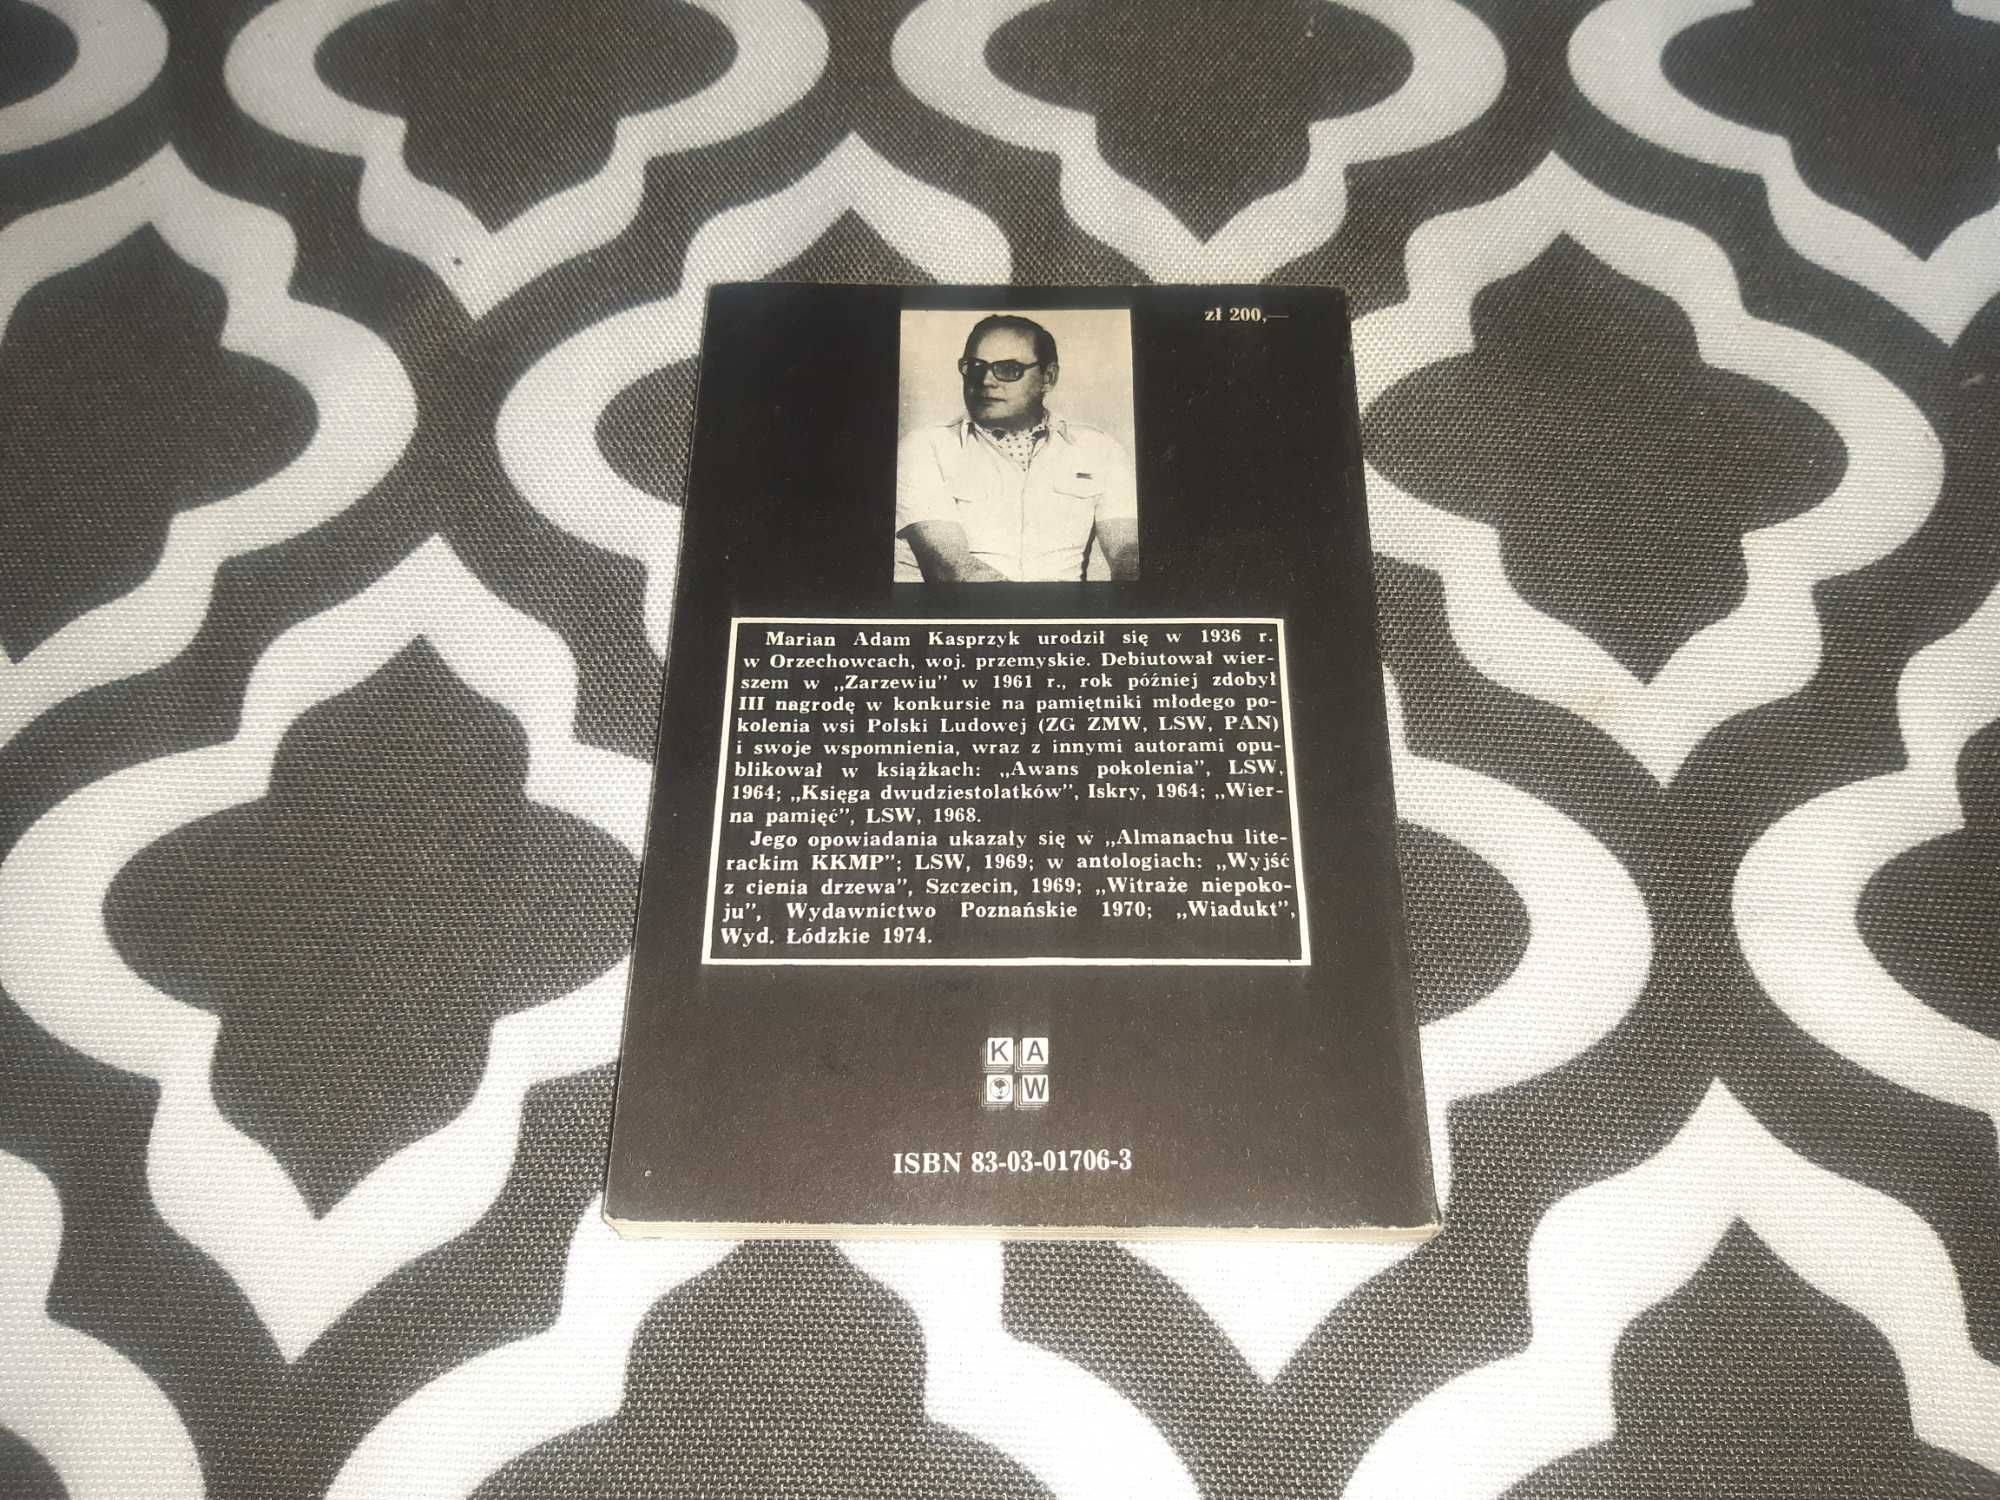 zł 200,—
Marian Adam Kasprzyk urodził się w 1936 r.
w Orzechowcach, woj. przemyskie. Debiutował wier-
szem w „Zarzewiu” w 1961 r., rok później zdobył
III nagrodę w konkursie na pamiętniki młodego po-
kolenia wsi Polski Ludowej (ZG ZMW, LSW, PAN)
i swoje wspomnienia, wraz z innymi autorami opu-
blikował w książkach: „Awans pokolenia”, LSW,
1964; „Księga dwudziestolatków”, Iskry, 1964; „Wier-
na pamięć”, LSW, 1968.
Jego opowiadania ukazały się w „Almanachu lite-
rackim KKMP”; LSW, 1969; w antologiach: „Wyjść
z cienia drzewa”, Szczecin, 1969; „Witraże niepoko-
ju”, Wydawnictwo Poznańskie 1970; „Wiadukt”,
Wyd. Łódzkie 1974.
K A
W
ISBN 83-03-01706-3